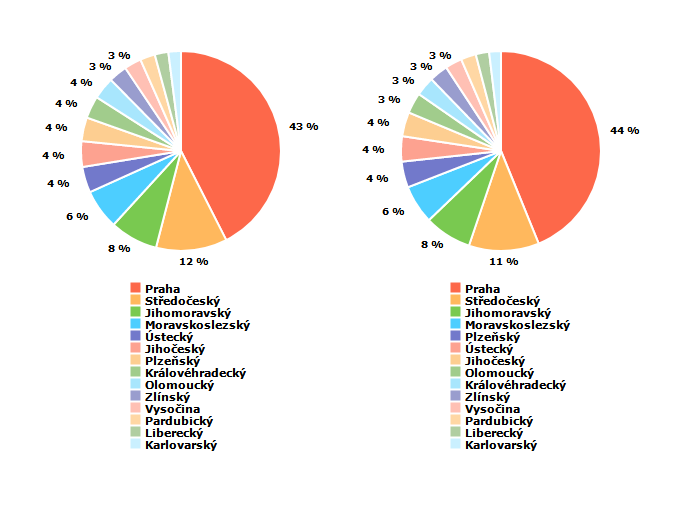 43 %
12 %
8 %
6 %
4 %
4 %
4 %
4 %
4 %
3 %
3 %
44 %
11 %
8 %
6 %
4 %
4 %
4 %
3 %
3 %
3 %
3 %
Praha
Středočeský
Jihomoravský
Moravskoslezský
Ústecký
Jihočeský
Plzeňský
Královéhradecký
Olomoucký
Zlínský
Vysočina
Pardubický
Liberecký
Karlovarský
Praha
Středočeský
Jihomoravský
Moravskoslezský
Plzeňský
Ústecký
Jihočeský
Olomoucký
Královéhradecký
Zlínský
Vysočina
Pardubický
Liberecký
Karlovarský